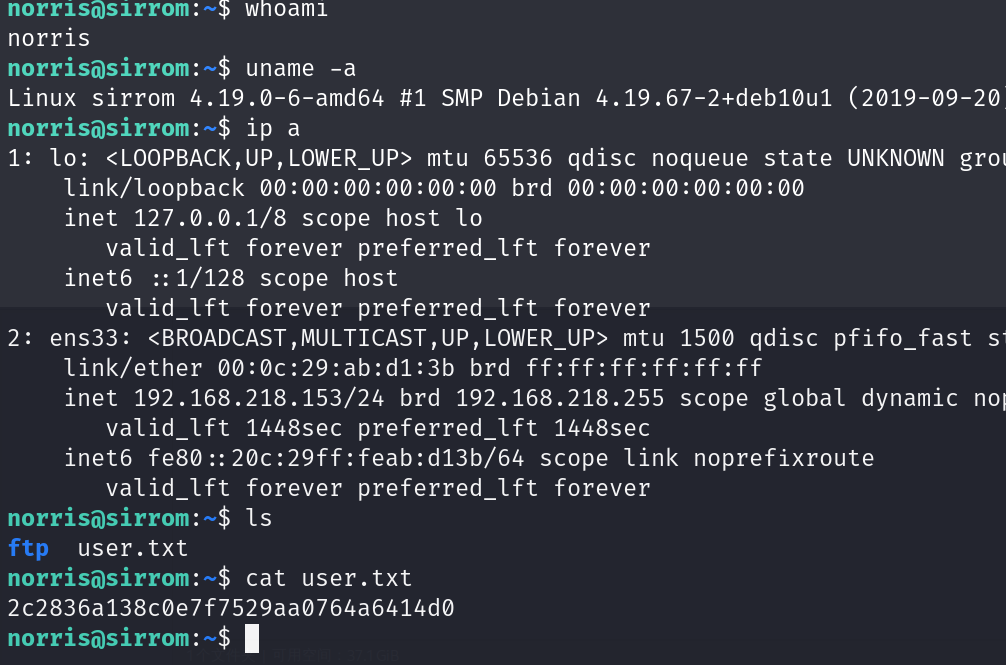 norris@sirrom:~$ whoami
norris
norris@sirrom:~$ uname -a
Linux sirrom 4.19.0-6-amd64 #1 SMP Debian 4.19.67-2+deb10u1 (2019-09-20)
norris@sirrom:~$ ip a
1: lo: <LOOPBACK,UP,LOWER_UP> mtu 65536 qdisc noqueue state UNKNOWN grou
link/loopback 00:00:00:00:00:00 brd 00:00:00:00:00:00
inet 127.0.0.1/8 scope host lo
valid_lft forever preferred_lft forever
inet6 ::1/128 scope host
valid_lft forever preferred_lft forever
2: ens33: <BROADCAST,MULTICAST,UP,LOWER_UP> mtu 1500 qdisc pfifo_fast st
link/ether 00:0c:29:ab:d1:3b brd ff:ff:ff:ff:ff:ff
inet 192.168.218.153/24 brd 192.168.218.255 scope global dynamic nop
valid_lft 1448sec preferred_lft 1448sec
inet6 fe80::20c:29ff:feab:d13b/64 scope link noprefixroute
valid_lft forever preferred_lft forever
norris@sirrom:~$ ls
ftp  user.txt
norris@sirrom:~$ cat user.txt
2c2836a138c0e7f7529aa0764a6414d0
norris@sirrom:~$